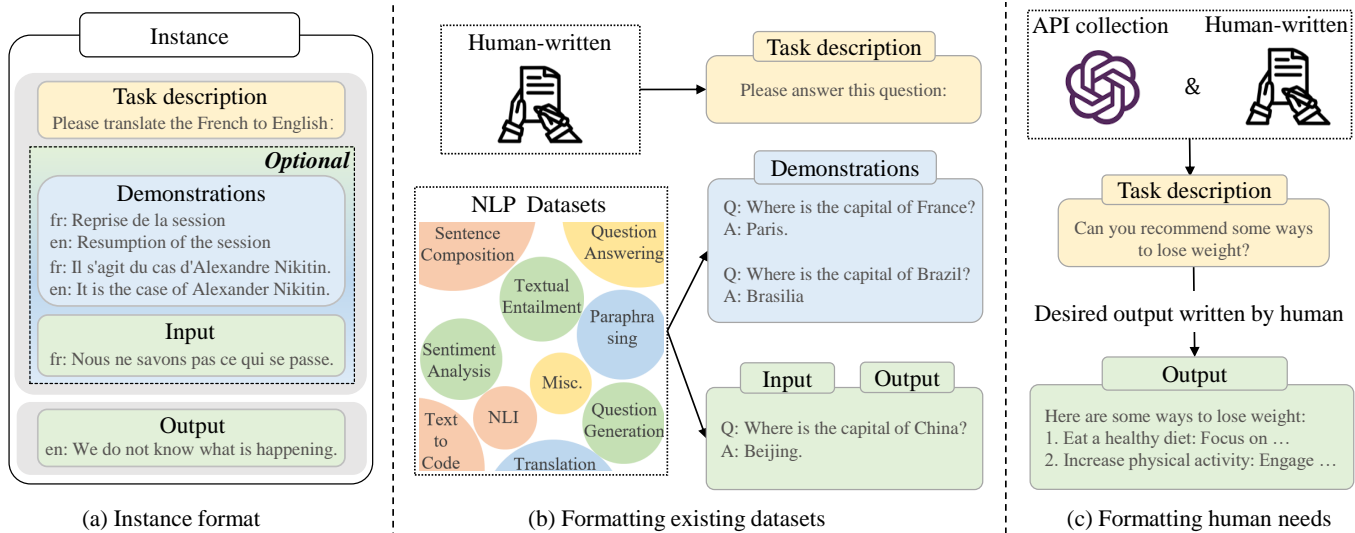 Instance
Task description
Please translate the French to English:
Optional
Demonstrations
fr: Reprise de la session
en: Resumption of the session
fr: Il s'agit du cas d'Alexandre Nikitin.
en: It is the case of Alexander Nikitin.
Input
fr: Nous ne savons pas ce qui se passe.
Output
en: We do not know what is happening.
(a) Instance format
Human-written
Task description
Please answer this question:
NLP Datasets
Sentence
Composition
Question
Answering
Textual
Entailment
Paraphra
sing
Sentiment
Analysis
Misc.
NLI
Question
Generation
Text
to
Code
Translation
Demonstrations
Q: Where is the capital of France?
A: Paris.
Q: Where is the capital of Brazil?
A: Brasilia
Input
Output
Q: Where is the capital of China?
A: Beijing.
(b) Formatting existing datasets
API collection
&
Human-written
Task description
Can you recommend some ways
to lose weight?
Desired output written by human
Output
Here are some ways to lose weight:
1. Eat a healthy diet: Focus on …
2. Increase physical activity: Engage …
(c) Formatting human needs